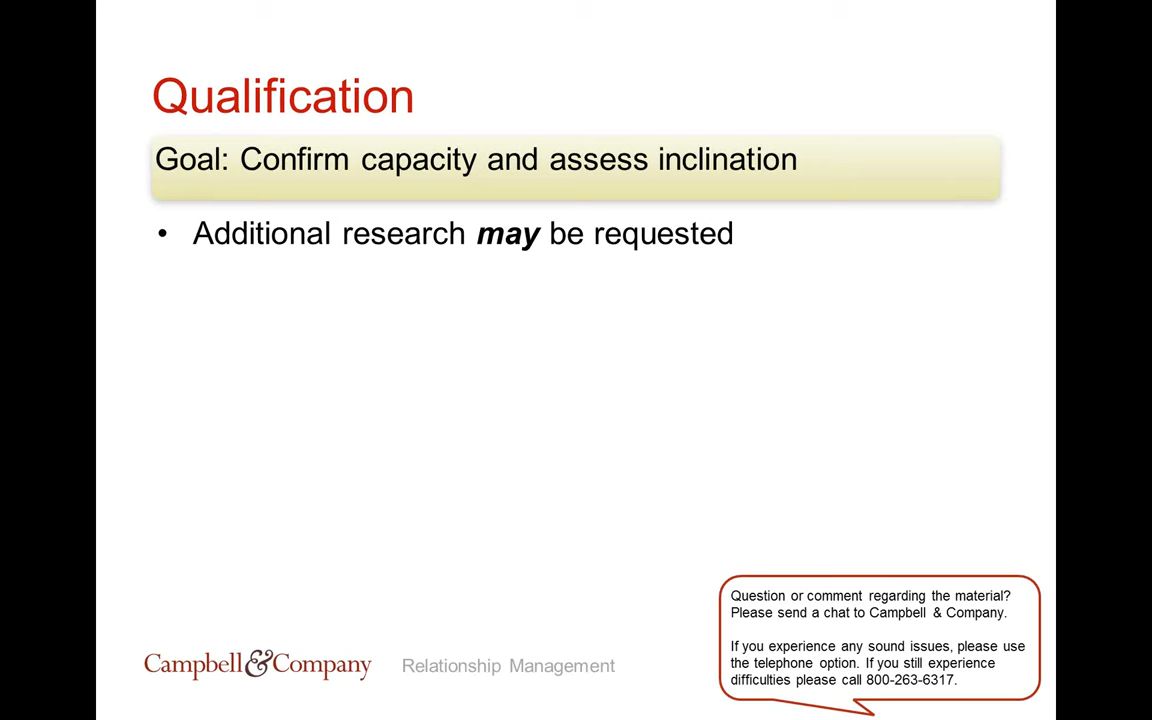 Qualification
Goal: Confirm capacity and assess inclination
• Additional research may be requested
Question or comment regarding the material?
Please send a chat to Campbell & Company.
If you experience any sound issues, please use
the telephone option. If you still experience
difficulties please call 800-263-6317.
Campbell&Company Relationship Management